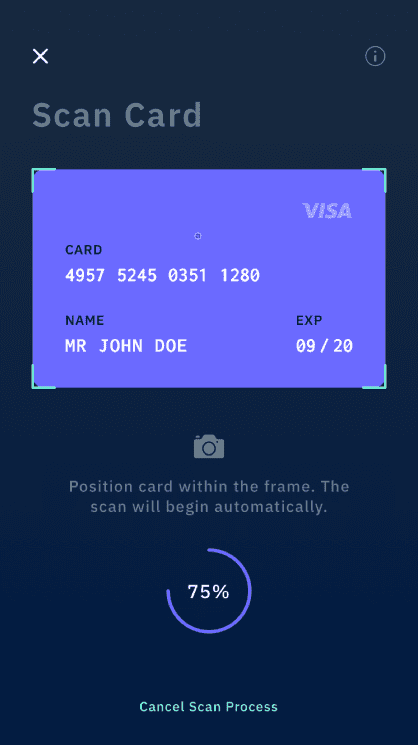 Scan Card
VISA
CARD
4957 5245 0351 1280
NAME
EXP
MR JOHN DOE
09/20
Position card within the frame. The
scan will begin automatically.
75%
Cancel Scan Process